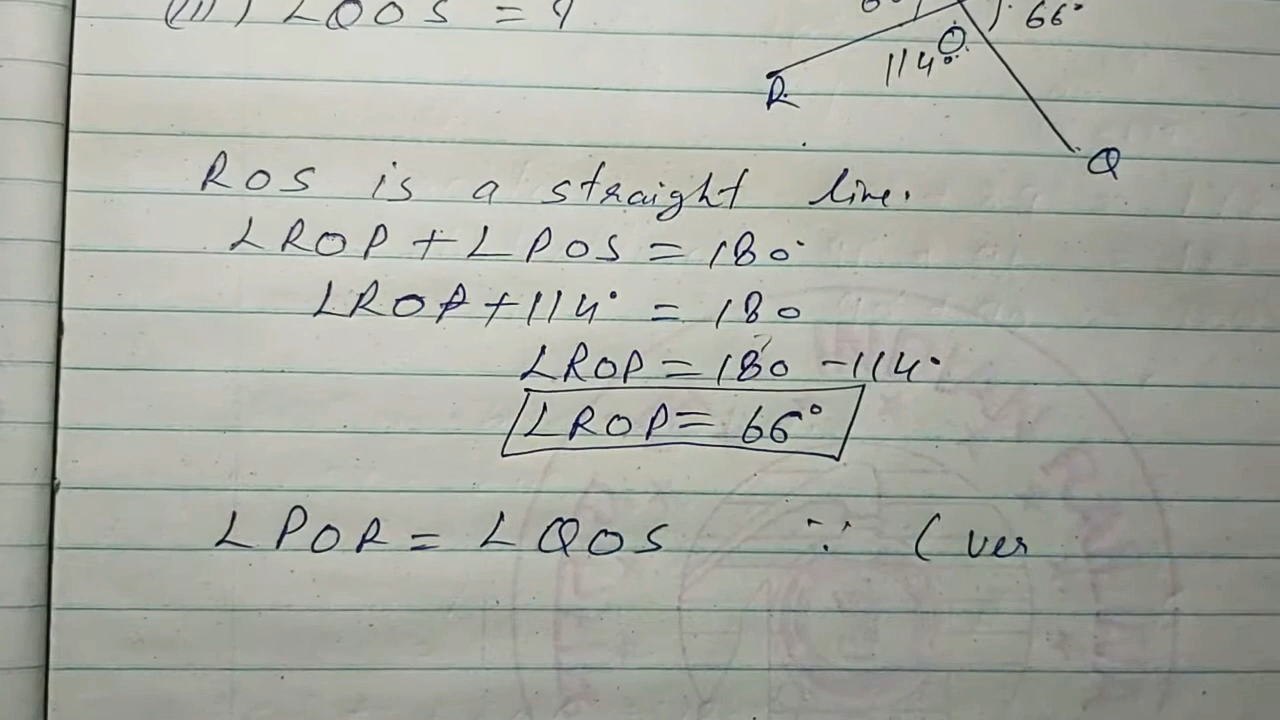 (ii) ∠QOS = ?
66°
O
114°
R
Q
ROS is a straight line.
∠ROP + ∠POS = 180°
∠ROP + 114° = 180
∠ROP = 180 - 114°
∠ROP = 66°
∠POR = ∠QOS ∵ (ver